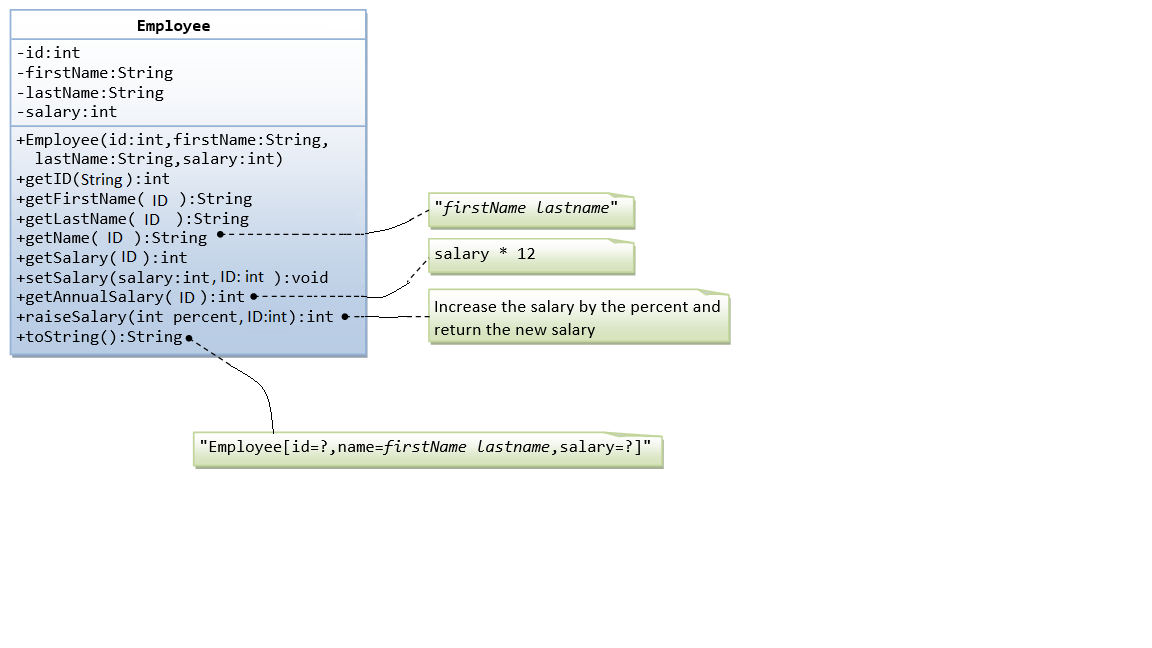 Employee
-id:int
-firstName:String
-lastName:String
-salary:int
+Employee(id:int,firstName:String,
lastName:String,salary:int)
+getID(String):int
+getFirstName( ID ):String
+getLastName( ID ):String
+getName( ID ):String
+getSalary( ID ):int
+setSalary(salary:int, ID: int ):void
+getAnnualSalary( ID ):int
+raiseSalary(int percent, ID:int):int
+toString():String
"firstName lastname"
salary * 12
Increase the salary by the percent and
return the new salary
"Employee[id=?,name=firstName lastname,salary=?]"